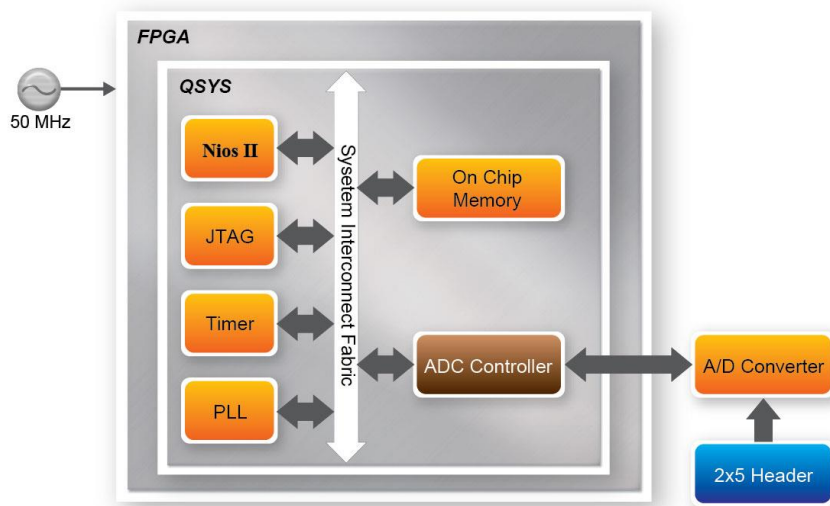 FPGA
QSYS
50 MHz
Nios II
JTAG
Timer
PLL
Sysetem Interconnect Fabric
On Chip
Memory
ADC Controller
A/D Converter
2x5 Header